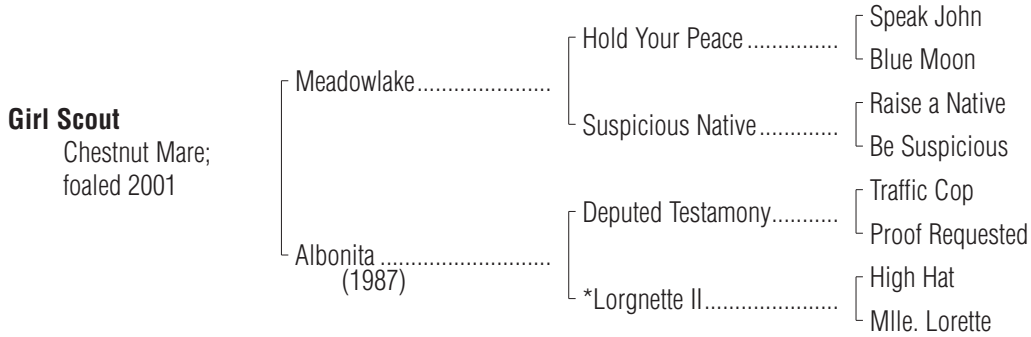 Girl Scout
Chestnut Mare;
foaled 2001
Meadowlake..................
Albonita ........................
(1987)
Hold Your Peace ..............
Suspicious Native............
Deputed Testamony..........
*Lorgnette II....................
Speak John
Blue Moon
Raise a Native
Be Suspicious
Traffic Cop
Proof Requested
High Hat
Mlle. Lorette